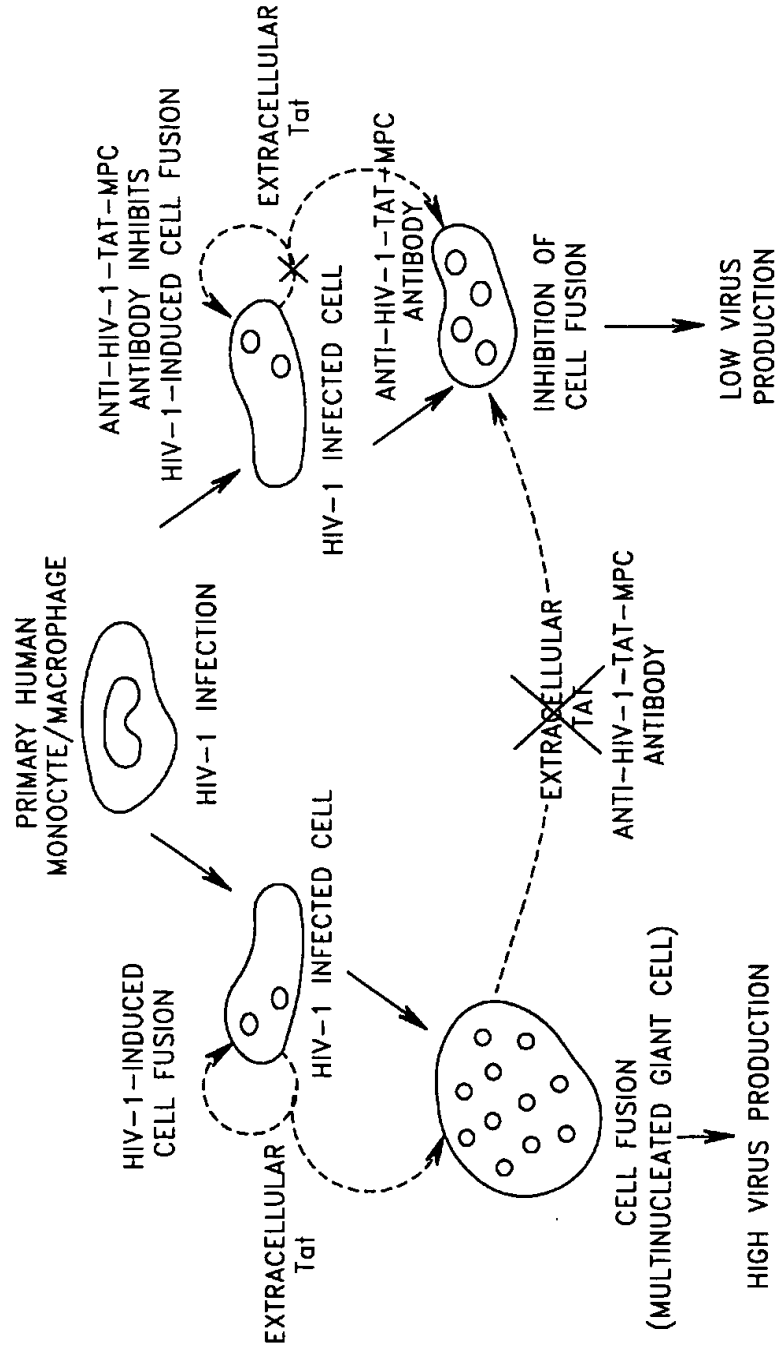 PRIMARY HUMAN
MONOCYTE/MACROPHAGE
HIV-1 INFECTION
HIV-1-INDUCED
CELL FUSION
HIV-1 INFECTED CELL
EXTRACELLULAR
Tat
CELL FUSION
(MULTINUCLEATED GIANT CELL)
HIGH VIRUS PRODUCTION
EXTRACELLULAR
TAT
ANTI-HIV-1-TAT-MPC
ANTIBODY
ANTI-HIV-1-TAT-MPC
ANTIBODY INHIBITS
HIV-1-INDUCED CELL FUSION
EXTRACELLULAR
Tat
HIV-1 INFECTED CELL
ANTI-HIV-1-TAT-MPC
ANTIBODY
INHIBITION OF
CELL FUSION
LOW VIRUS
PRODUCTION